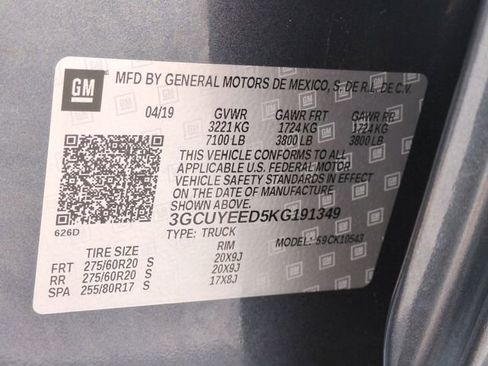 GM
MFD BY GENERAL MOTORS DE MEXICO, S. DE R.L. DE C.V.
04/19 GVWR GAWR FRT GAWR RR
3221 KG 1724 KG 1724 KG
7100 LB 3800 LB 3800 LB
THIS VEHICLE CONFORMS TO ALL
APPLICABLE U.S. FEDERAL MOTOR
VEHICLE SAFETY STANDARDS IN EFFECT
ON THE DATE OF MANUFACTURE
SHOWN ABOVE.
3GCUYEED5KG191349
626D
TYPE: TRUCK MODEL: 59CK10543
TIRE SIZE RIM
FRT 275/60R20 S 20X9J
RR 275/60R20 S 20X9J
SPA 255/80R17 S 17X8J